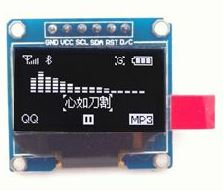 GND VCC SCL SDA RST D/C
心如刀割
QQ MP3